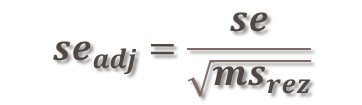 se_adj = se / √ms_rez